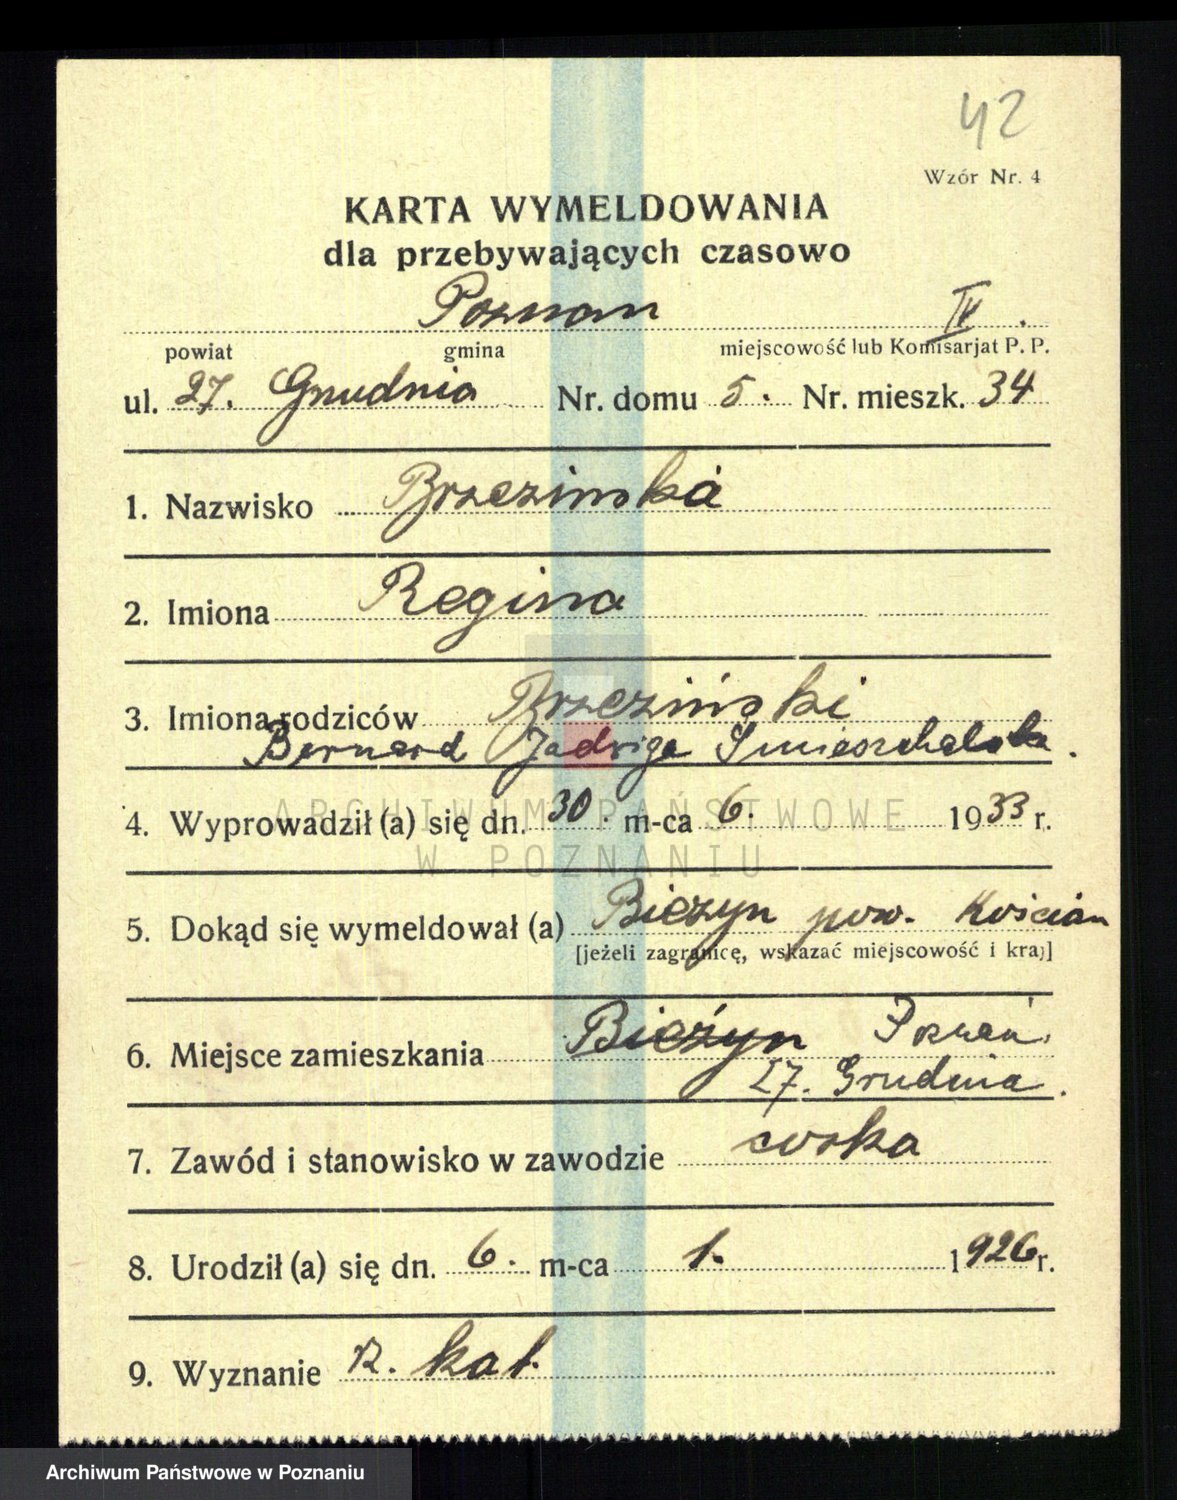 42
Wzór Nr. 4
KARTA WYMELDOWANIA
dla przebywających czasowo
Poznan IV.
powiat gmina miejscowość lub Komisarjat P. P.
ul. 27. Grudnia Nr. domu 5. Nr. mieszk. 34
1. Nazwisko Brzezinska
2. Imiona Regina
3. Imiona rodziców Brzeziński
Bernard Jadwiga
4. Wyprowadził (a) się dn. 30. m-ca 6. 1933 r.
ARCHIWUM PAŃSTWOWE
W POZNANIU
5. Dokąd się wymeldował (a) Bieżyn pow. Kościan
[jeżeli zagranicę, wskazać miejscowość i kraj]
6. Miejsce zamieszkania Bieżyn Poznań.
27. Grudnia.
7. Zawód i stanowisko w zawodzie corka
8. Urodził (a) się dn. 6. m-ca 1. 1926 r.
9. Wyznanie R. kat.
Archiwum Państwowe w Poznaniu